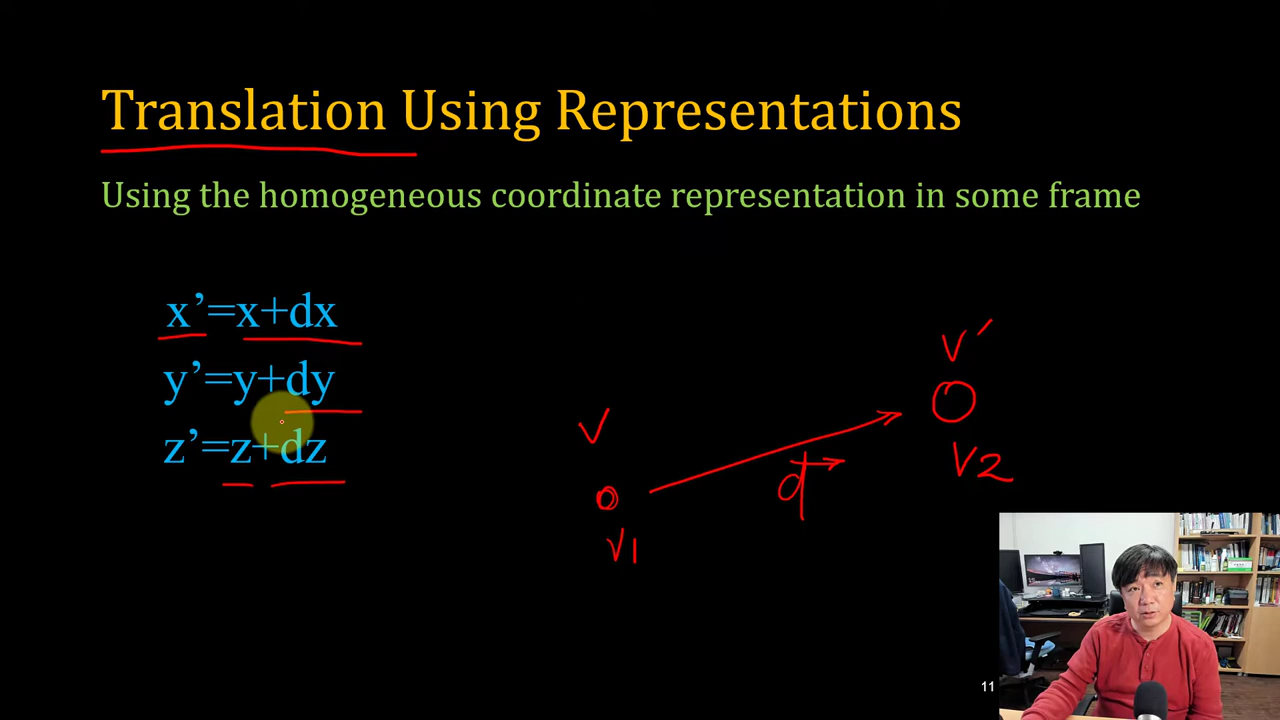 Translation Using Representations
Using the homogeneous coordinate representation in some frame
x’=x+dx
y’=y+dy
z’=z+dz
v
v1
d
v'
v2
11